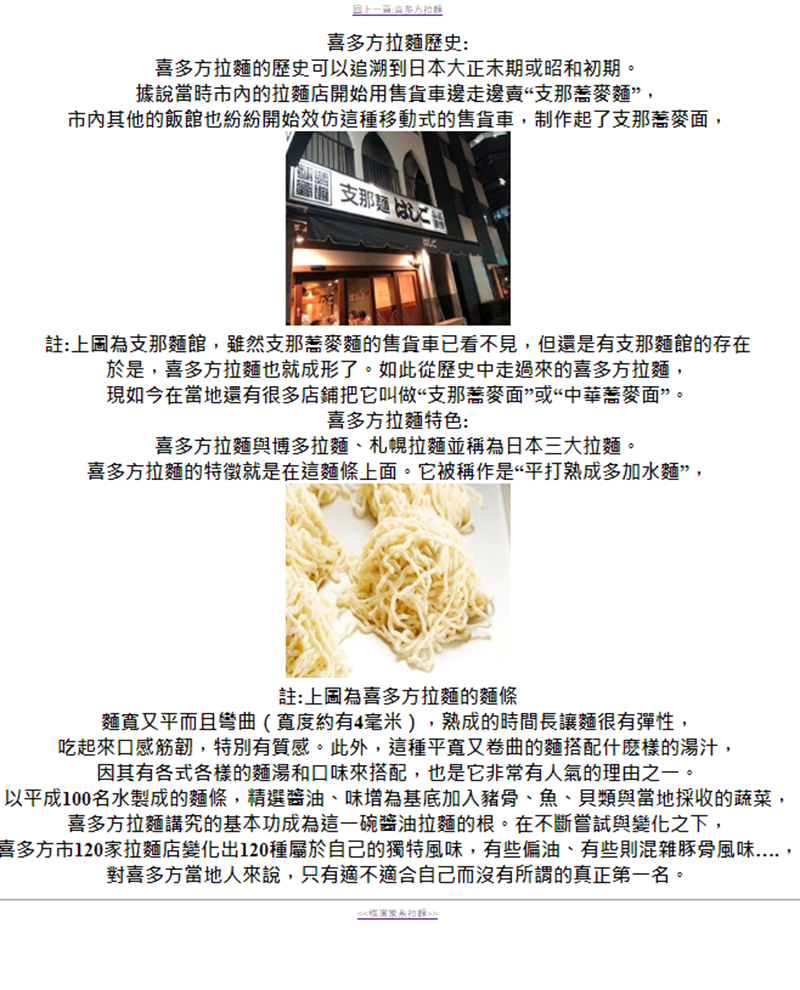 回上一頁:喜多方拉麵
喜多方拉麵歷史:
喜多方拉麵的歷史可以追溯到日本大正末期或昭和初期。
據說當時市內的拉麵店開始用售貨車邊走邊賣“支那蕎麥麵”，
市內其他的飯館也紛紛開始效仿這種移動式的售貨車，制作起了支那蕎麥面，
支那麵 はしご
註:上圖為支那麵館，雖然支那蕎麥麵的售貨車已看不見，但還是有支那麵館的存在
於是，喜多方拉麵也就成形了。如此從歷史中走過來的喜多方拉麵，
現如今在當地還有很多店鋪把它叫做“支那蕎麥面”或“中華蕎麥面”。
喜多方拉麵特色:
喜多方拉麵與博多拉麵、札幌拉麵並稱為日本三大拉麵。
喜多方拉麵的特徵就是在這麵條上面。它被稱作是“平打熟成多加水麵”，
註:上圖為喜多方拉麵的麵條
麵寬又平而且彎曲（寬度約有4毫米），熟成的時間長讓麵很有彈性，
吃起來口感筋韌，特別有質感。此外，這種平寬又卷曲的麵搭配什麼樣的湯汁，
因其有各式各樣的麵湯和口味來搭配，也是它非常有人氣的理由之一。
以平成100名水製成的麵條，精選醬油、味增為基底加入豬骨、魚、貝類與當地採收的蔬菜，
喜多方拉麵講究的基本功成為這一碗醬油拉麵的根。在不斷嘗試與變化之下，
喜多方市120家拉麵店變化出120種屬於自己的獨特風味，有些偏油、有些則混雜豚骨風味….，
對喜多方當地人來說，只有適不適合自己而沒有所謂的真正第一名。
<<橫濱家系拉麵>>